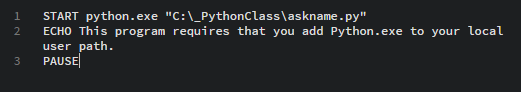 1 START python.exe "C:\_PythonClass\askname.py"
2 ECHO This program requires that you add Python.exe to your local
user path.
3 PAUSE